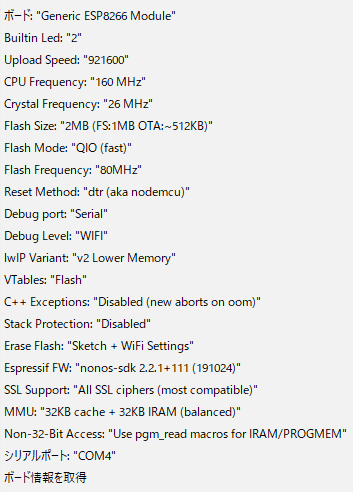 ボード: "Generic ESP8266 Module"
Builtin Led: "2"
Upload Speed: "921600"
CPU Frequency: "160 MHz"
Crystal Frequency: "26 MHz"
Flash Size: "2MB (FS:1MB OTA:~512KB)"
Flash Mode: "QIO (fast)"
Flash Frequency: "80MHz"
Reset Method: "dtr (aka nodemcu)"
Debug port: "Serial"
Debug Level: "WIFI"
lwIP Variant: "v2 Lower Memory"
VTables: "Flash"
C++ Exceptions: "Disabled (new aborts on oom)"
Stack Protection: "Disabled"
Erase Flash: "Sketch + WiFi Settings"
Espressif FW: "nonos-sdk 2.2.1+111 (191024)"
SSL Support: "All SSL ciphers (most compatible)"
MMU: "32KB cache + 32KB IRAM (balanced)"
Non-32-Bit Access: "Use pgm_read macros for IRAM/PROGMEM"
シリアルポート: "COM4"
ボード情報を取得